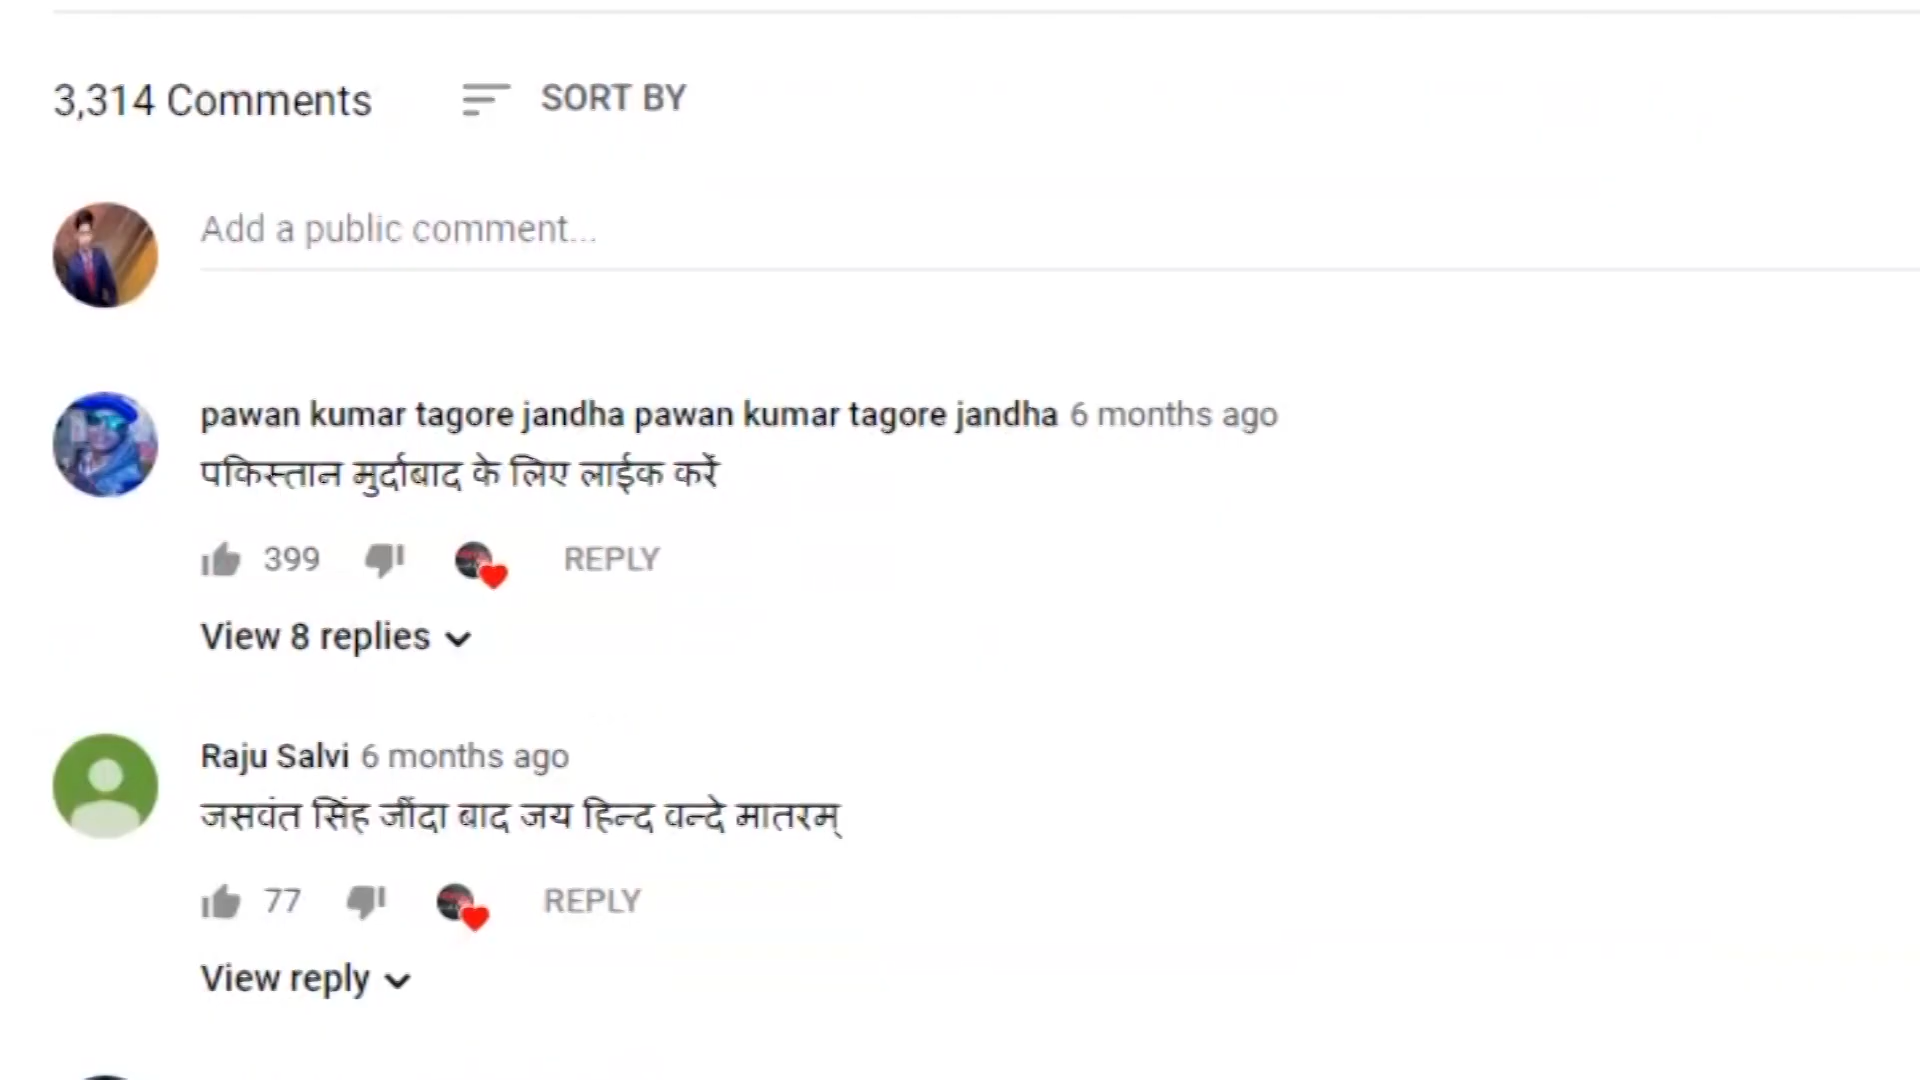 3,314 Comments SORT BY
Add a public comment...
pawan kumar tagore jandha pawan kumar tagore jandha 6 months ago
पकिस्तान मुर्दाबाद के लिए लाईक करें
399 REPLY
View 8 replies
Raju Salvi 6 months ago
जसवंत सिंह जींदा बाद जय हिन्द वन्दे मातरम्
77 REPLY
View reply